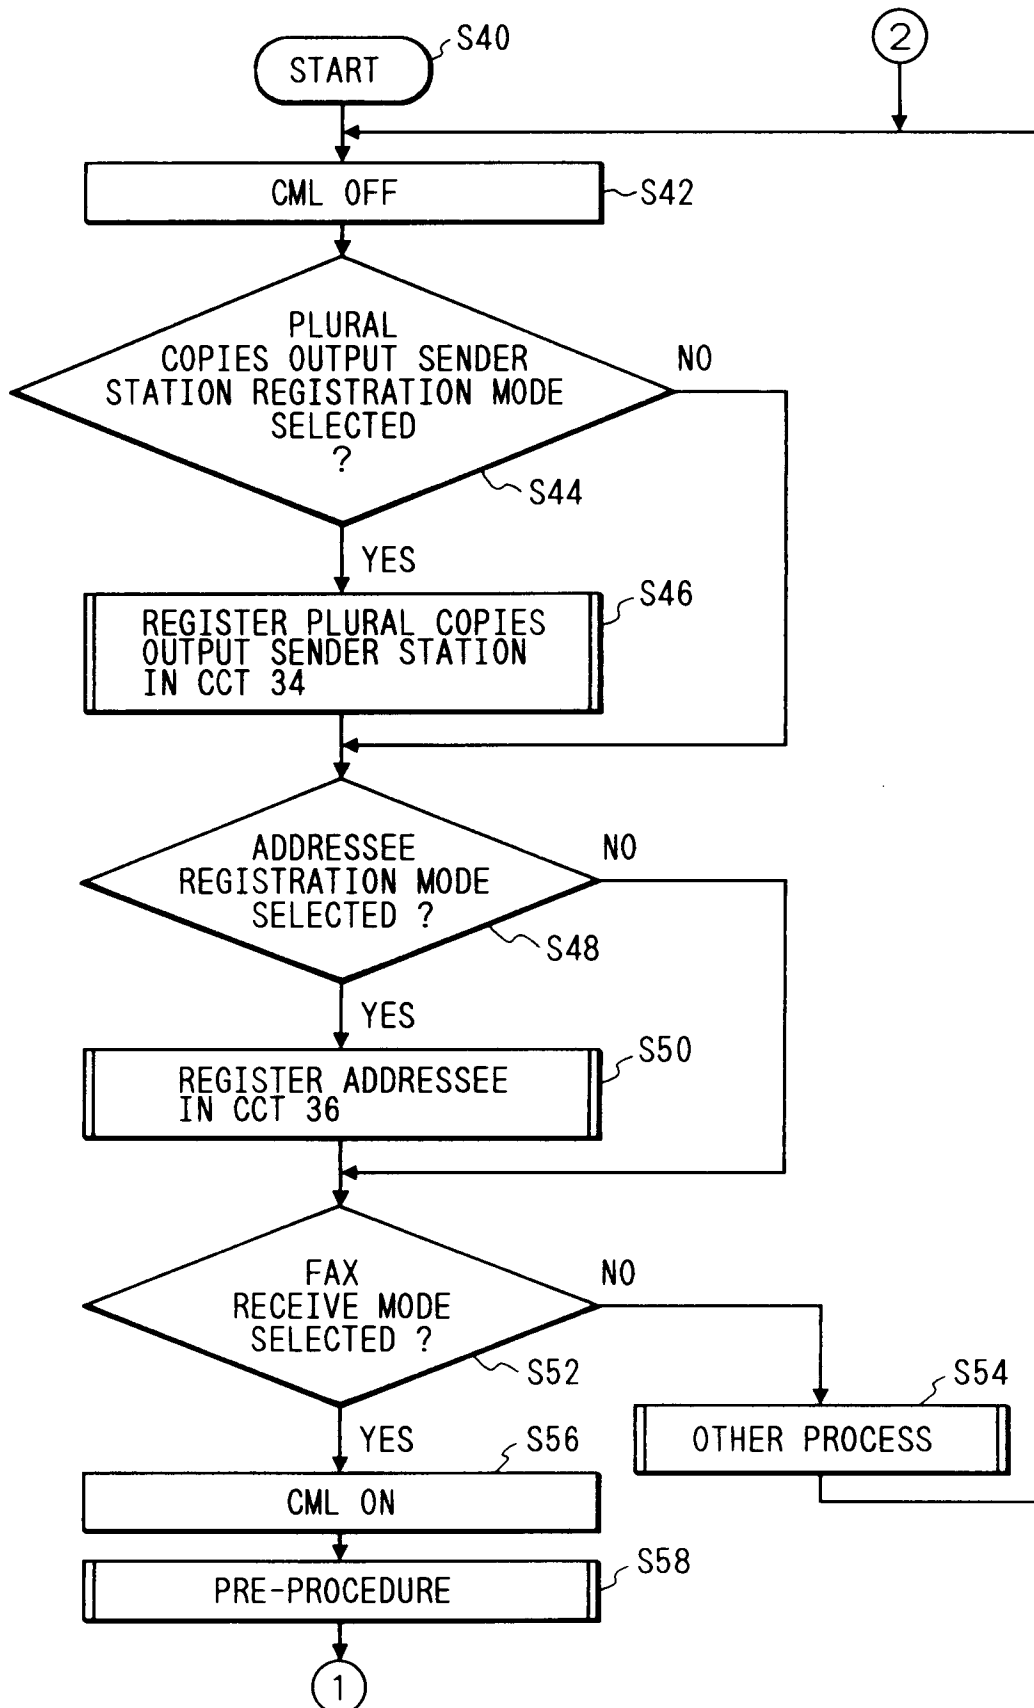 S40
2
START
CML OFF
S42
PLURAL
COPIES OUTPUT SENDER
STATION REGISTRATION MODE
SELECTED
?
NO
S44
YES
S46
REGISTER PLURAL COPIES
OUTPUT SENDER STATION
IN CCT 34
ADDRESSEE
REGISTRATION MODE
SELECTED ?
NO
S48
YES
S50
REGISTER ADDRESSEE
IN CCT 36
FAX
RECEIVE MODE
SELECTED ?
NO
S52
S54
OTHER PROCESS
YES
S56
CML ON
S58
PRE-PROCEDURE
1